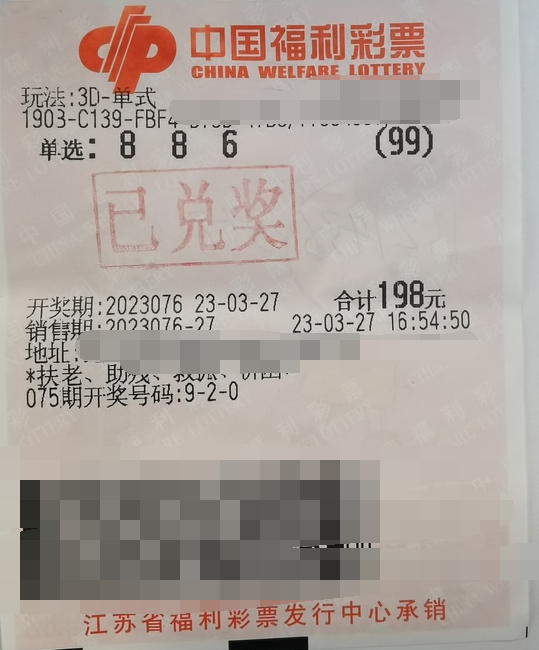 中国福利彩票
CHINA WELFARE LOTTERY
玩法:3D-单式
1903-C139-FBF4
单选: 8 8 6 (99)
已兑奖
开奖期:2023076 23-03-27 合计198元
销售期:2023076-27 23-03-27 16:54:50
地址:
*扶老、助残、救孤、
075期开奖号码:9-2-0
江苏省福利彩票发行中心承销